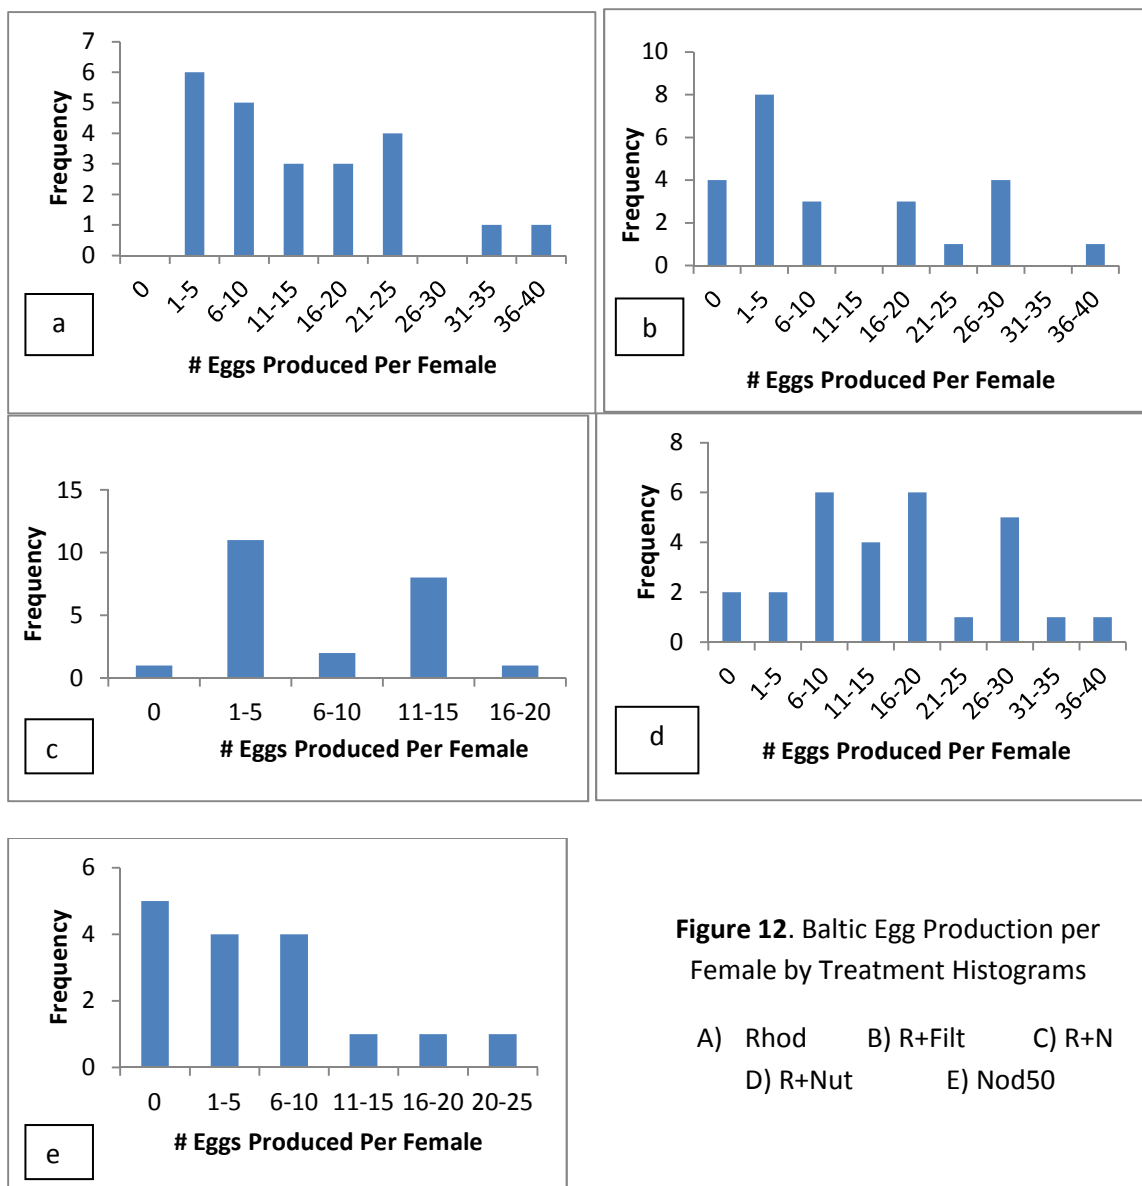 7
6
5
4
3
2
1
0
Frequency
0 1-5 6-10 11-15 16-20 21-25 26-30 31-35 36-40
# Eggs Produced Per Female
a
10
8
6
4
2
0
Frequency
0 1-5 6-10 11-15 16-20 21-25 26-30 31-35 36-40
# Eggs Produced Per Female
b
15
10
5
0
Frequency
0 1-5 6-10 11-15 16-20
# Eggs Produced Per Female
c
8
6
4
2
0
Frequency
0 1-5 6-10 11-15 16-20 21-25 26-30 31-35 36-40
# Eggs Produced Per Female
d
6
4
2
0
Frequency
0 1-5 6-10 11-15 16-20 20-25
# Eggs Produced Per Female
e
Figure 12. Baltic Egg Production per
Female by Treatment Histograms
A) Rhod B) R+Filt C) R+N
D) R+Nut E) Nod50